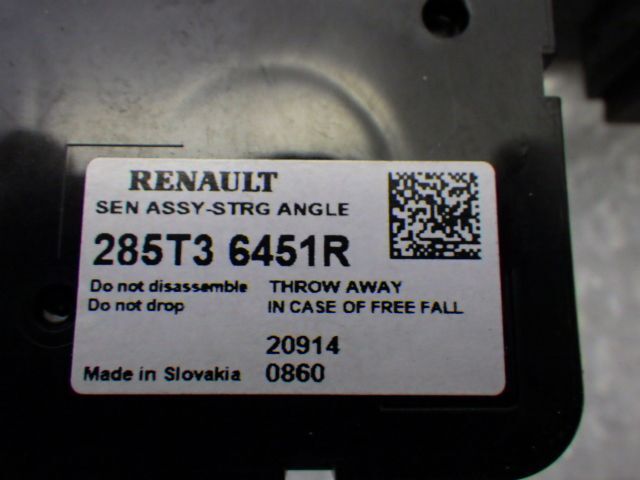 RENAULT
SEN ASSY-STRG ANGLE
285T3 6451R
Do not disassemble THROW AWAY
Do not drop IN CASE OF FREE FALL
20914
Made in Slovakia 0860